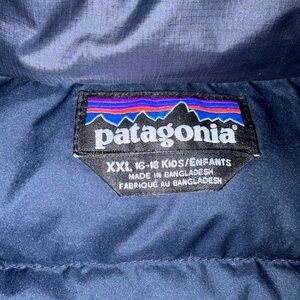 patagonia®
XXL 16-18 KIDS/ENFANTS
MADE IN BANGLADESH
FABRIQUÉ AU BANGLADESH